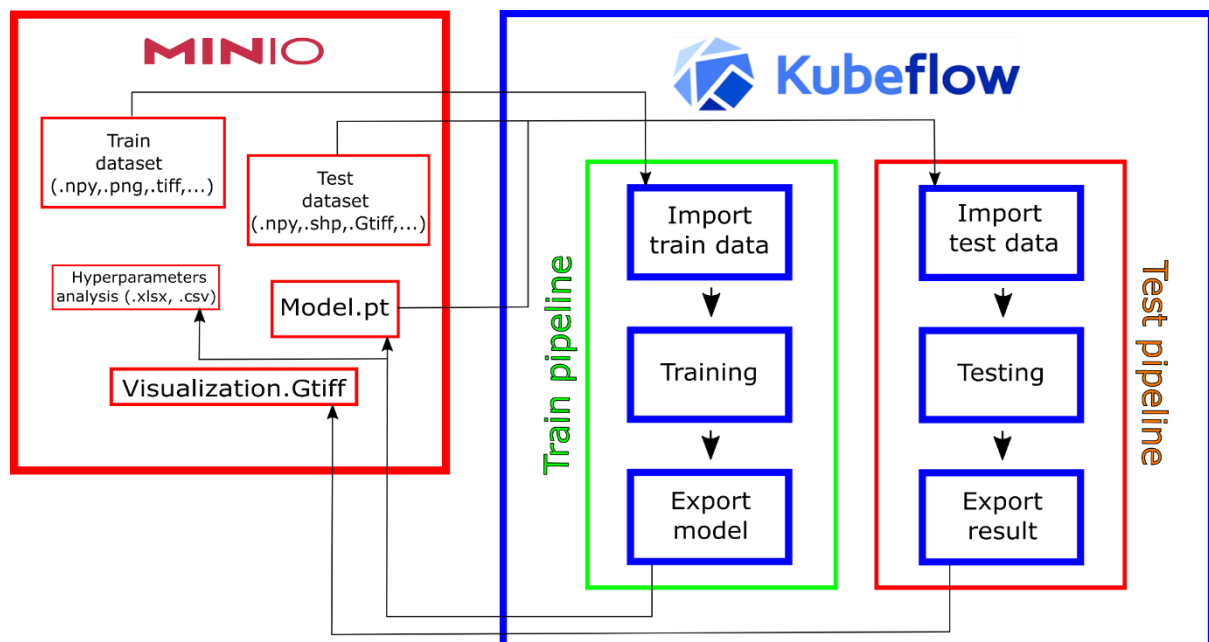 MINIO
Kubeflow
Train
dataset
(.npy,.png,.tiff,...)
Test
dataset
(.npy,.shp,.Gtiff,...)
Hyperparameters
analysis (.xlsx, .csv)
Model.pt
Visualization.Gtiff
Train pipeline
Import
train data
Training
Export
model
Import
test data
Testing
Export
result
Test pipeline